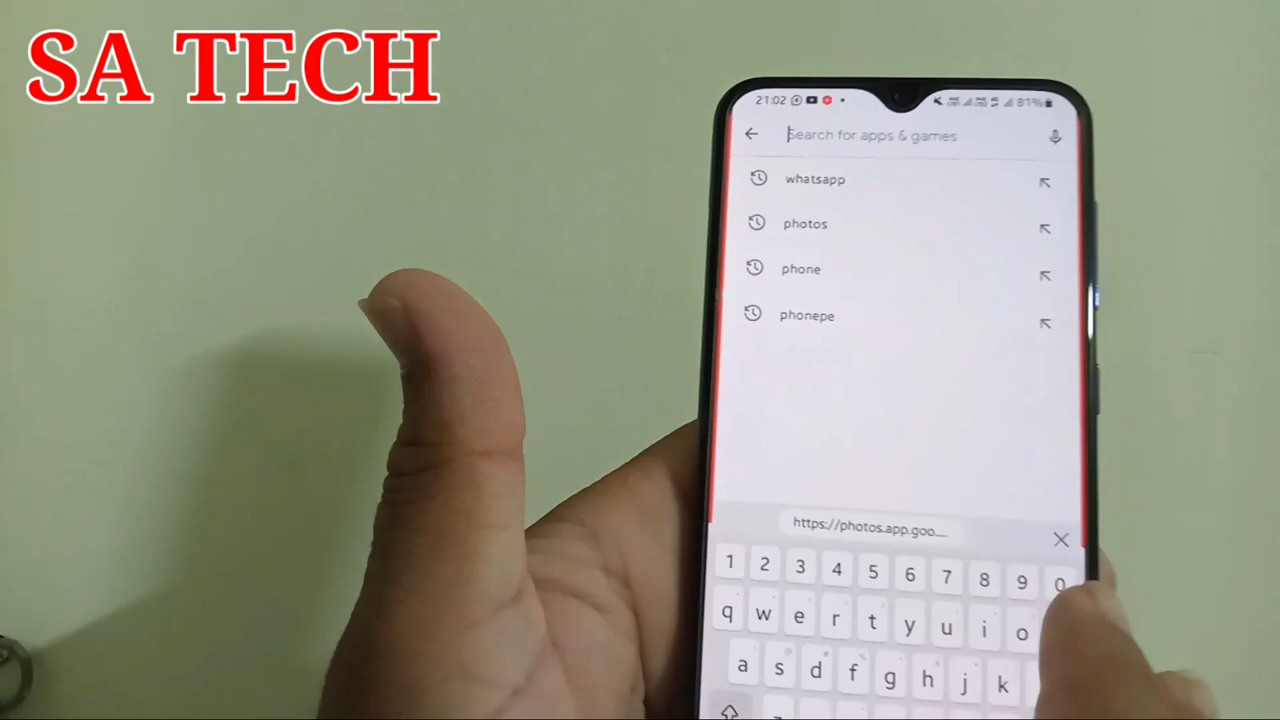 SA TECH
21:02 81%
Search for apps & games
whatsapp
photos
phone
phonepe
https://photos.app.goo...
1 2 3 4 5 6 7 8 9 0
q w e r t y u i o
a s d f g h j k